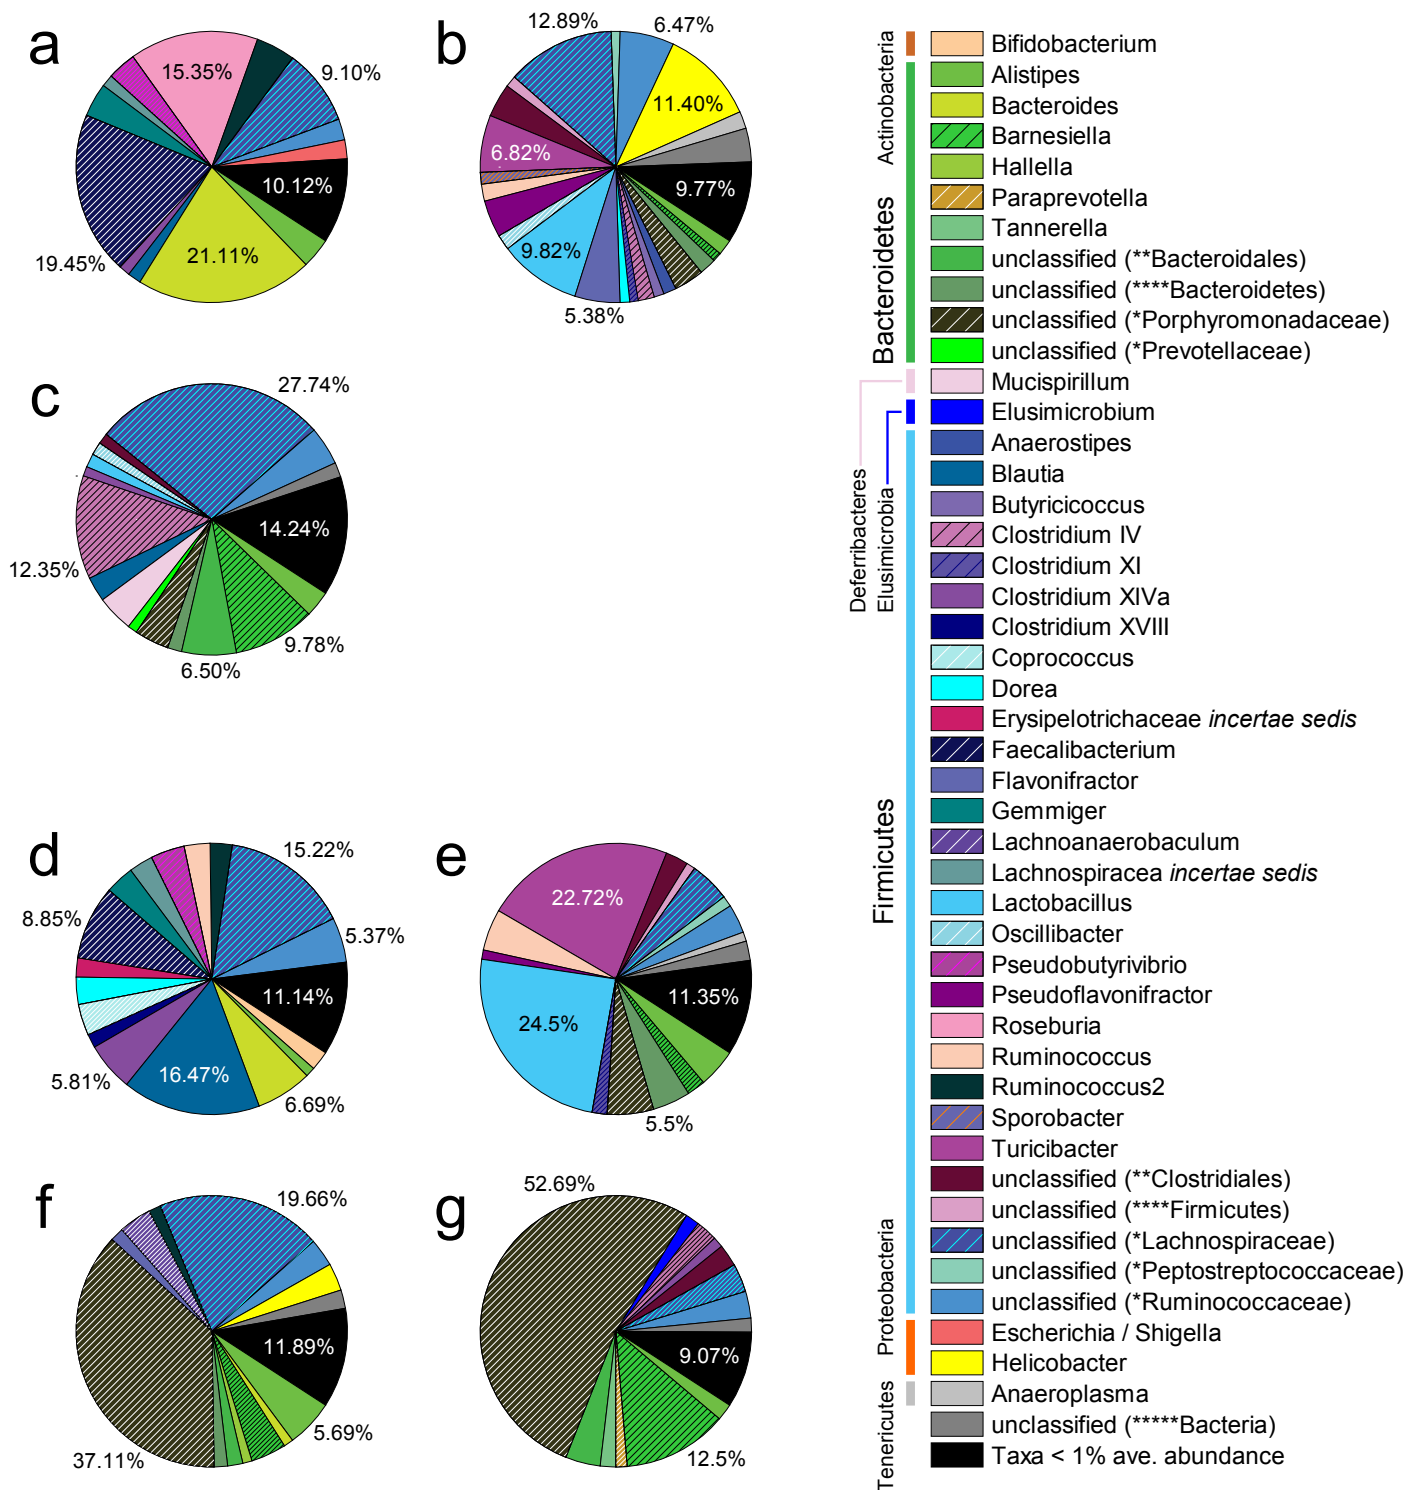 a
15.35%
9.10%
10.12%
21.11%
19.45%
b
12.89%
6.47%
11.40%
6.82%
9.77%
9.82%
5.38%
c
27.74%
14.24%
12.35%
9.78%
6.50%
d
15.22%
8.85%
5.37%
11.14%
5.81%
16.47%
6.69%
e
22.72%
11.35%
24.5%
5.5%
f
19.66%
11.89%
5.69%
37.11%
g
52.69%
9.07%
12.5%
Actinobacteria
Bacteroidetes
Deferribacteres
Elusimicrobia
Firmicutes
Proteobacteria
Tenericutes
Bifidobacterium
Alistipes
Bacteroides
Barnesiella
Hallella
Paraprevotella
Tannerella
unclassified (**Bacteroidales)
unclassified (****Bacteroidetes)
unclassified (*Porphyromonadaceae)
unclassified (*Prevotellaceae)
Mucispirillum
Elusimicrobium
Anaerostipes
Blautia
Butyricicoccus
Clostridium IV
Clostridium XI
Clostridium XIVa
Clostridium XVIII
Coprococcus
Dorea
Erysipelotrichaceae incertae sedis
Faecalibacterium
Flavonifractor
Gemmiger
Lachnoanaerobaculum
Lachnospiracea incertae sedis
Lactobacillus
Oscillibacter
Pseudobutyrivibrio
Pseudoflavonifractor
Roseburia
Ruminococcus
Ruminococcus2
Sporobacter
Turicibacter
unclassified (**Clostridiales)
unclassified (****Firmicutes)
unclassified (*Lachnospiraceae)
unclassified (*Peptostreptococcaceae)
unclassified (*Ruminococcaceae)
Escherichia / Shigella
Helicobacter
Anaeroplasma
unclassified (*****Bacteria)
Taxa < 1% ave. abundance